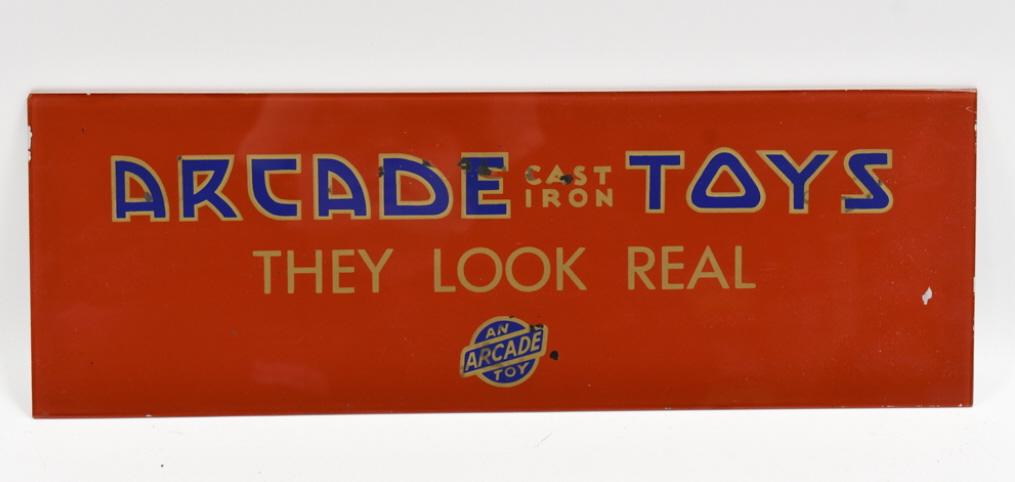 ARCADE CAST IRON TOYS
THEY LOOK REAL
AN
ARCADE
TOY